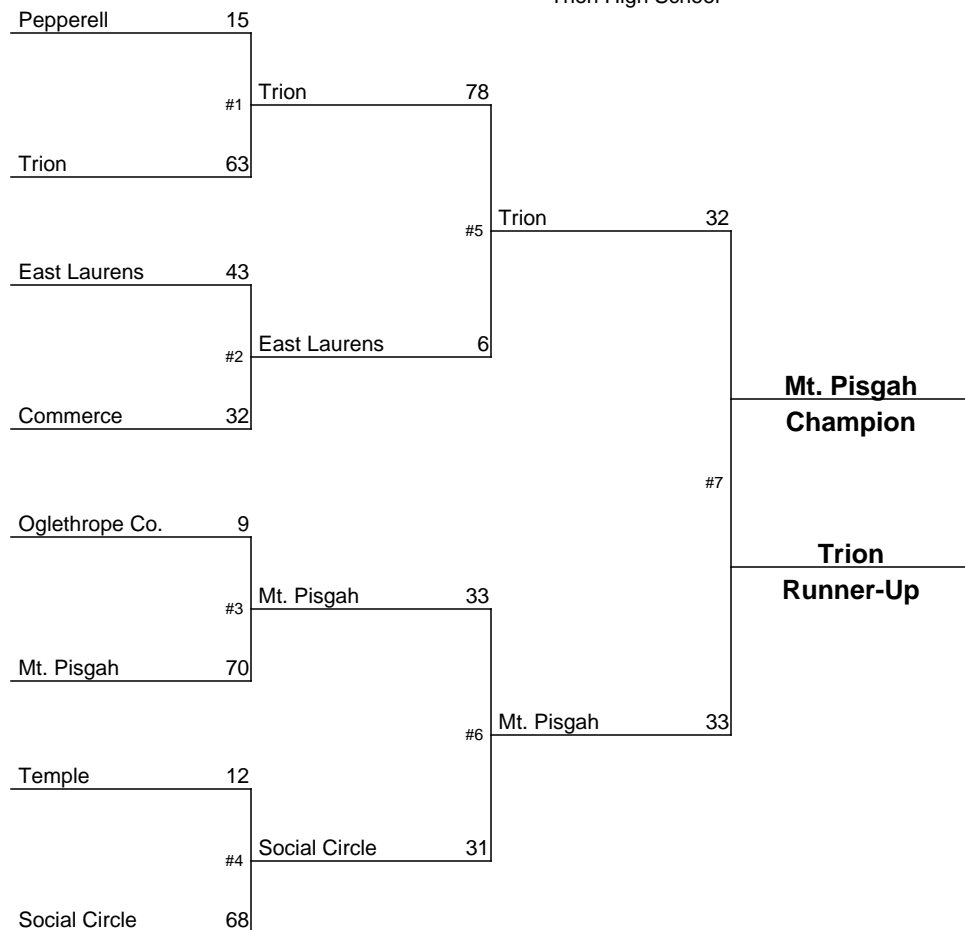 Trion High School
Pepperell 15
#1 Trion 78
Trion 63
#5 Trion 32
East Laurens 43
#2 East Laurens 6
Commerce 32
Mt. Pisgah
Champion
#7
Oglethrope Co. 9
Trion
Runner-Up
#3 Mt. Pisgah 33
Mt. Pisgah 70
#6 Mt. Pisgah 33
Temple 12
#4 Social Circle 31
Social Circle 68